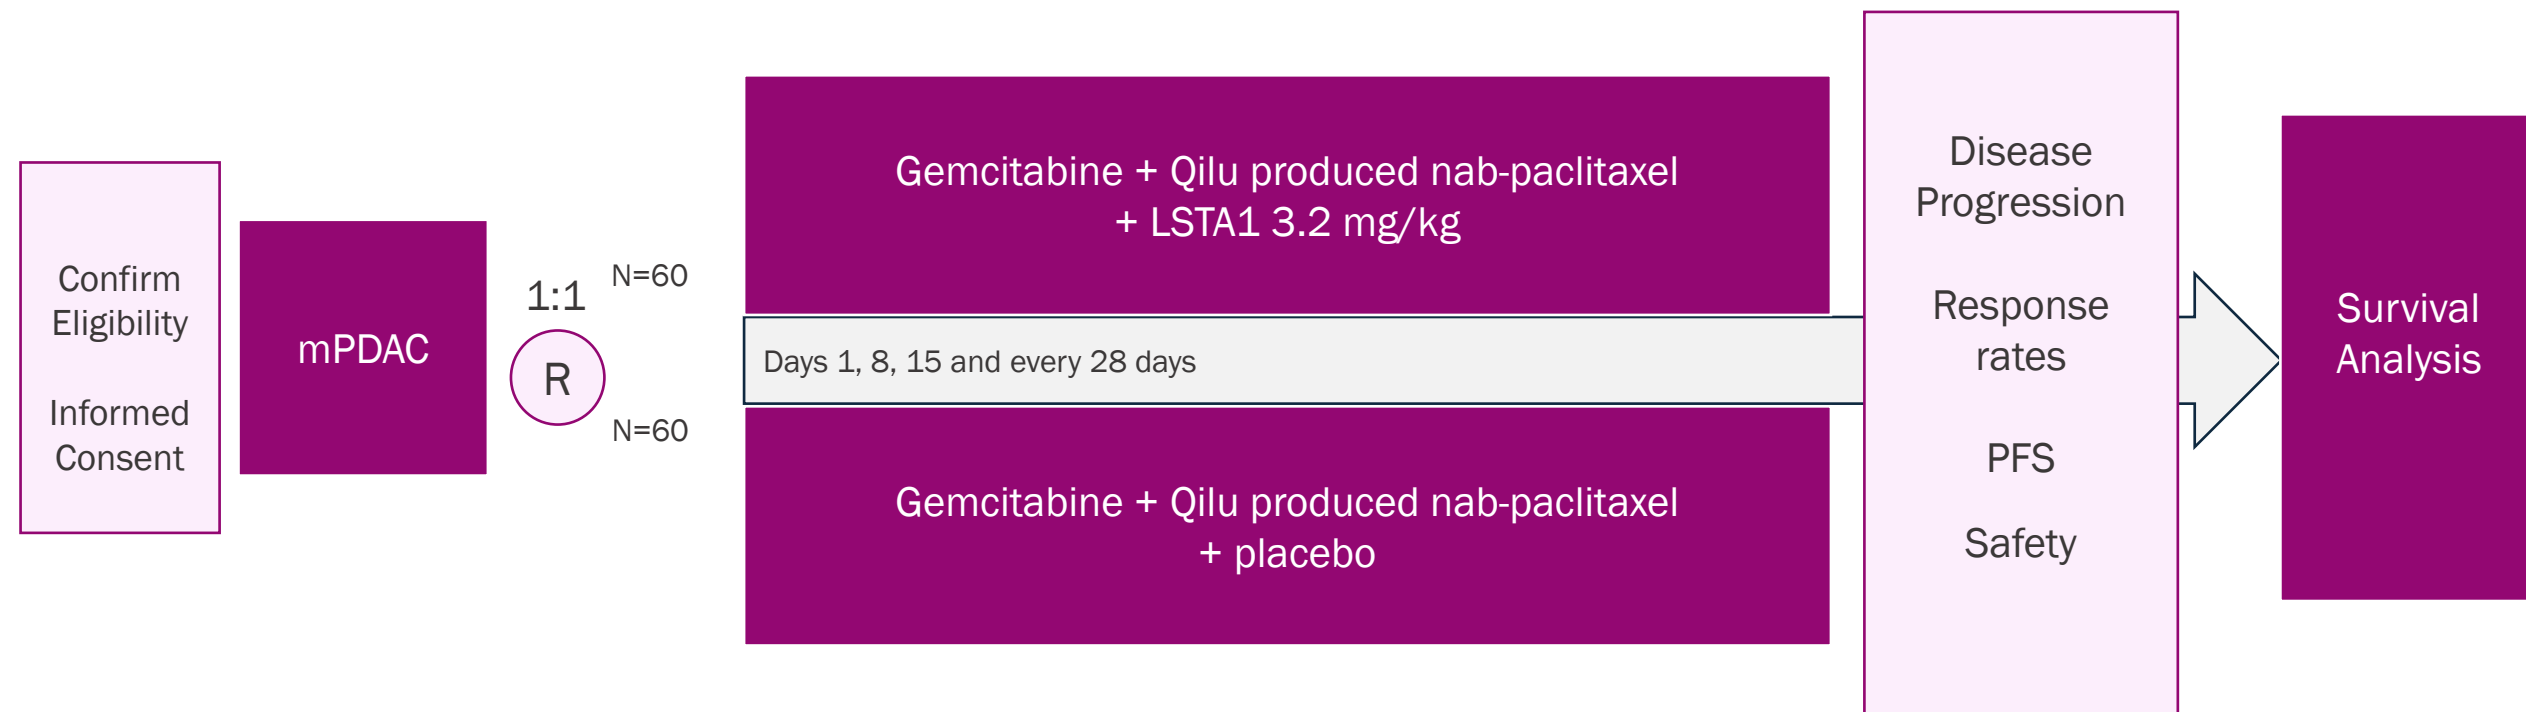 Confirm
Eligibility
Informed
Consent
mPDAC
1:1
R
N=60
N=60
Gemcitabine + Qilu produced nab-paclitaxel
+ LSTA1 3.2 mg/kg
Days 1, 8, 15 and every 28 days
Gemcitabine + Qilu produced nab-paclitaxel
+ placebo
Disease
Progression
Response
rates
PFS
Safety
Survival
Analysis